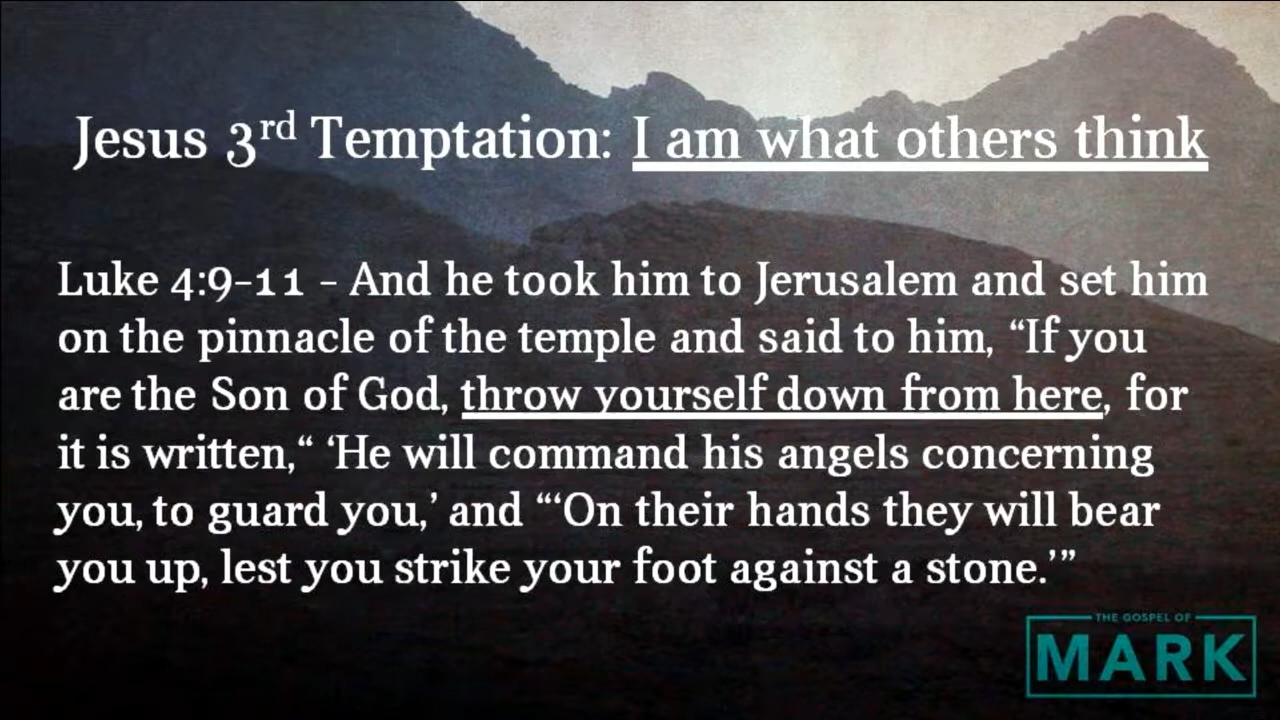 Jesus 3rd Temptation: I am what others think
Luke 4:9-11 - And he took him to Jerusalem and set him
on the pinnacle of the temple and said to him, “If you
are the Son of God, throw yourself down from here, for
it is written,“ ‘He will command his angels concerning
you, to guard you,’ and “‘On their hands they will bear
you up, lest you strike your foot against a stone.’”
THE GOSPEL OF
MARK